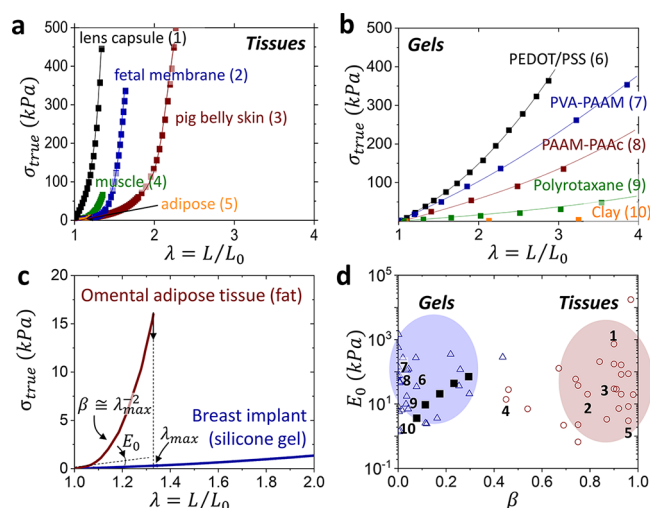 a
Tissues
lens capsule (1)
fetal membrane (2)
pig belly skin (3)
muscle (4)
adipose (5)
σtrue (kPa)
500
400
300
200
100
0
1
2
3
4
λ = L/L0
b
Gels
PEDOT/PSS (6)
PVA-PAAM (7)
PAAM-PAAc (8)
Polyrotaxane (9)
Clay (10)
σtrue (kPa)
500
400
300
200
100
0
1
2
3
4
λ = L/L0
c
Omental adipose tissue (fat)
β ≅ λmax^-2
E0
λmax
Breast implant
(silicone gel)
σtrue (kPa)
20
15
10
5
0
1.0
1.2
1.4
1.6
1.8
2.0
λ = L/L0
d
Gels
Tissues
1
2
3
4
5
6
7
8
9
10
E0 (kPa)
10^5
10^3
10^1
10^-1
0.0
0.2
0.4
0.6
0.8
1.0
β